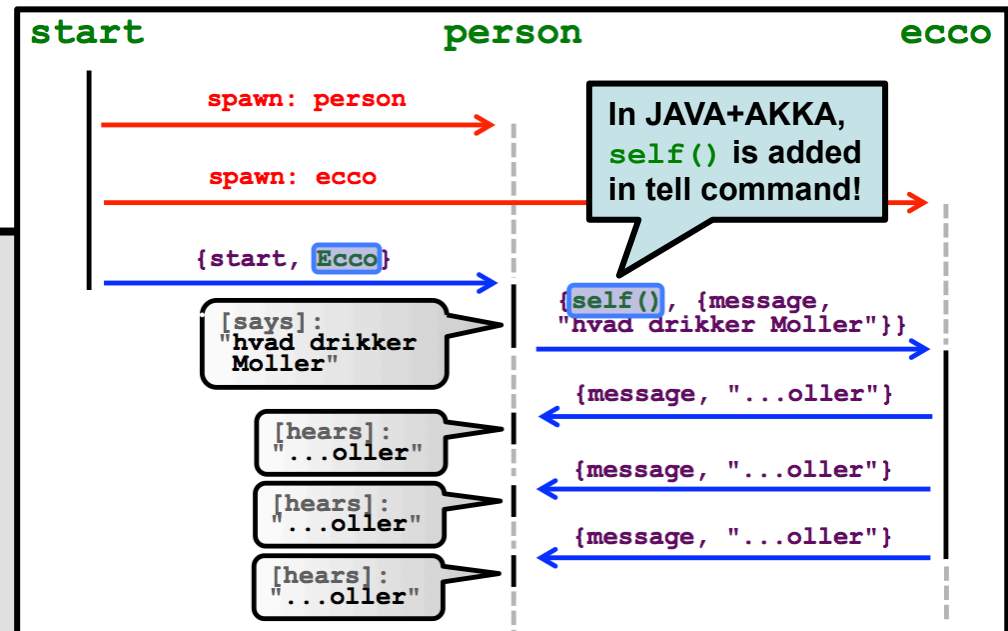 start person ecco
spawn: person
In JAVA+AKKA,
self() is added
in tell command!
spawn: ecco
{start, Ecco}
{self(), {message,
"hvad drikker Moller"}}
[says]:
"hvad drikker
Moller"
{message, "...oller"}
[hears]:
"...oller"
{message, "...oller"}
[hears]:
"...oller"
{message, "...oller"}
[hears]:
"...oller"